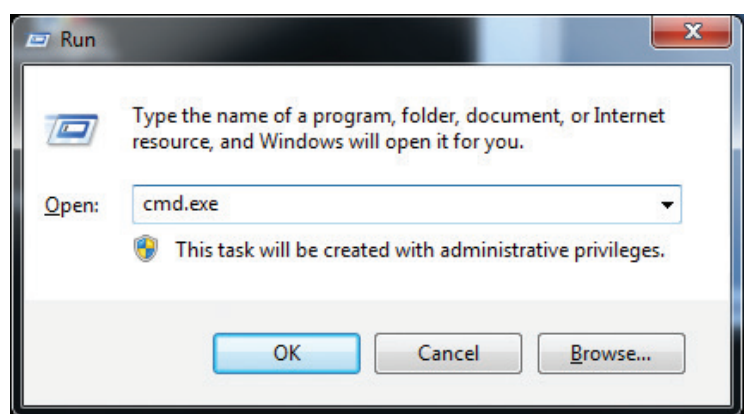 Run
Type the name of a program, folder, document, or Internet
resource, and Windows will open it for you.
Open: cmd.exe
This task will be created with administrative privileges.
OK Cancel Browse...